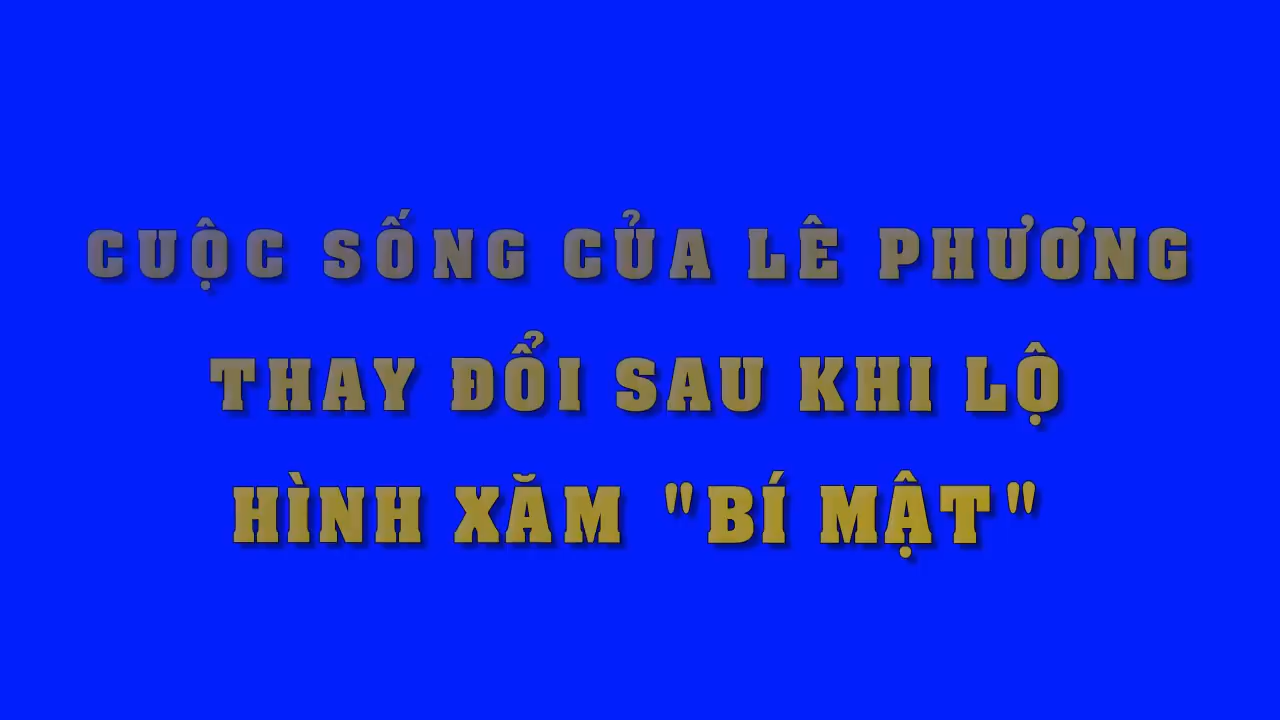 CUỘC SỐNG CỦA LÊ PHƯƠNG
THAY ĐỔI SAU KHI LỘ
HÌNH XĂM "BÍ MẬT"